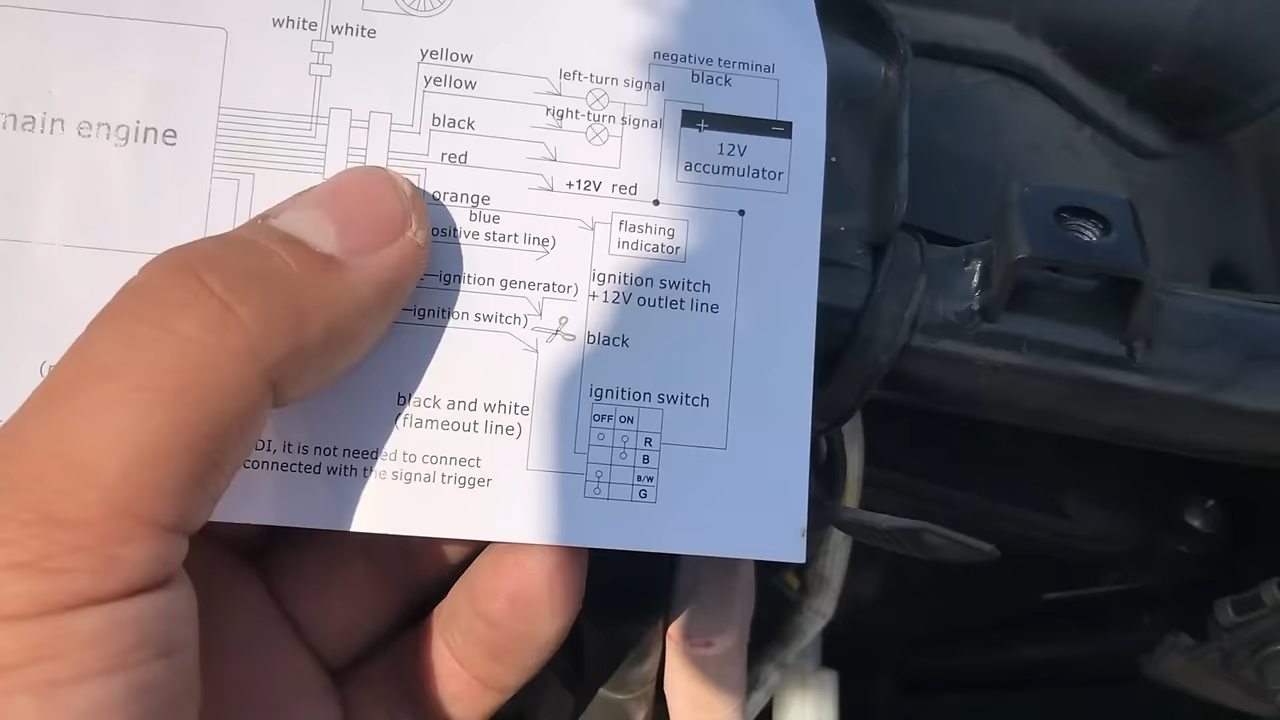 white
white
yellow
yellow
black
red
orange
blue
ositive start line)
—ignition generator)
—ignition switch)
main engine
left-turn signal
right-turn signal
negative terminal
black
+ −
12V
accumulator
+12V red
flashing
indicator
ignition switch
+12V outlet line
black
black and white
(flameout line)
ignition switch
OFF ON
R
B
B/W
G
DI, it is not needed to connect
connected with the signal trigger